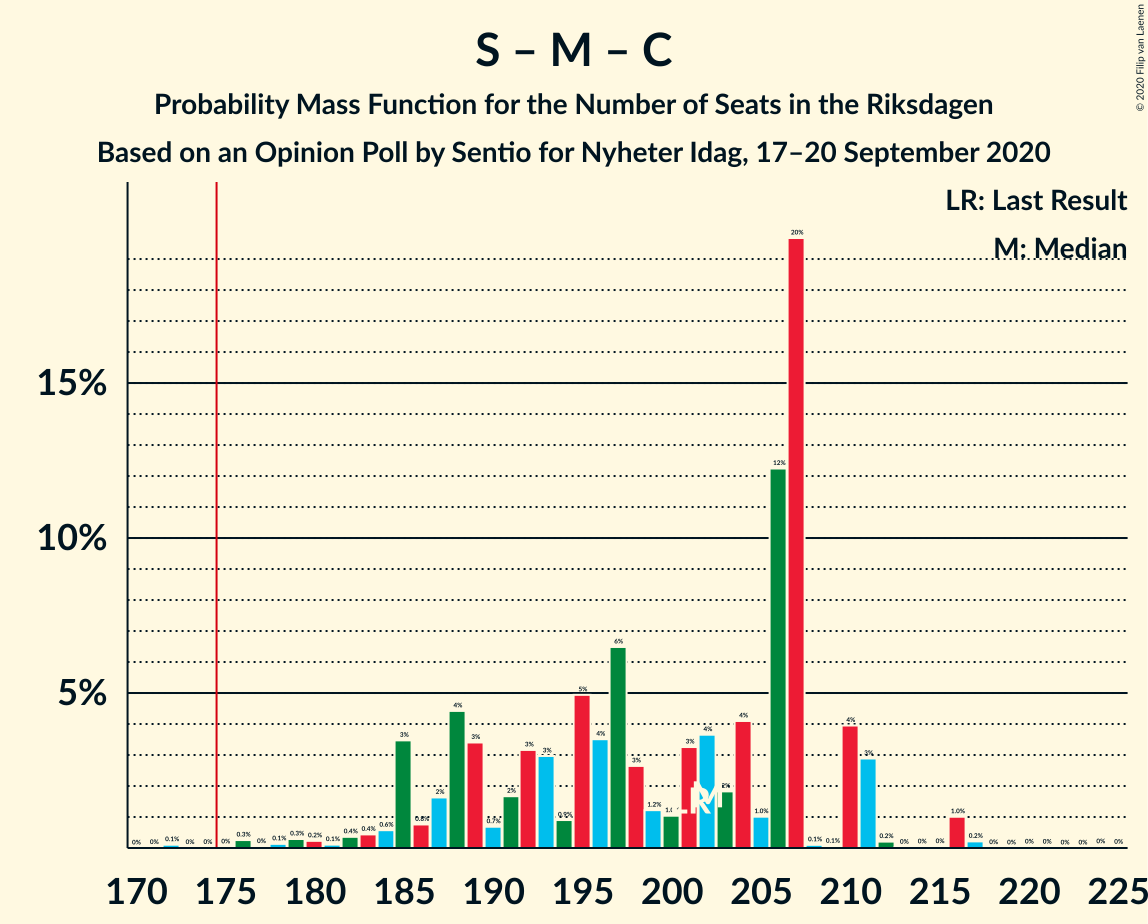 S – M – C
Probability Mass Function for the Number of Seats in the Riksdagen
Based on an Opinion Poll by Sentio for Nyheter Idag, 17–20 September 2020
© 2020 Filip van Laenen
LR: Last Result
M: Median
15%
10%
5%
0% 0% 0.1% 0% 0% 0% 0.3% 0% 0.1% 0.3% 0.2% 0.1% 0.4% 0.4% 0.6% 3% 0.8% 2% 4% 3% 0.7% 2% 3% 3% 0.9% 5% 4% 6% 3% 1.2% 3% 4% 2% 4% 1.0% 12% 20% 0.1% 0.1% 4% 3% 0.2% 0% 0% 0% 1.0% 0.2% 0% 0% 0% 0% 0% 0% 0% 0%
LR M
170 175 180 185 190 195 200 205 210 215 220 225